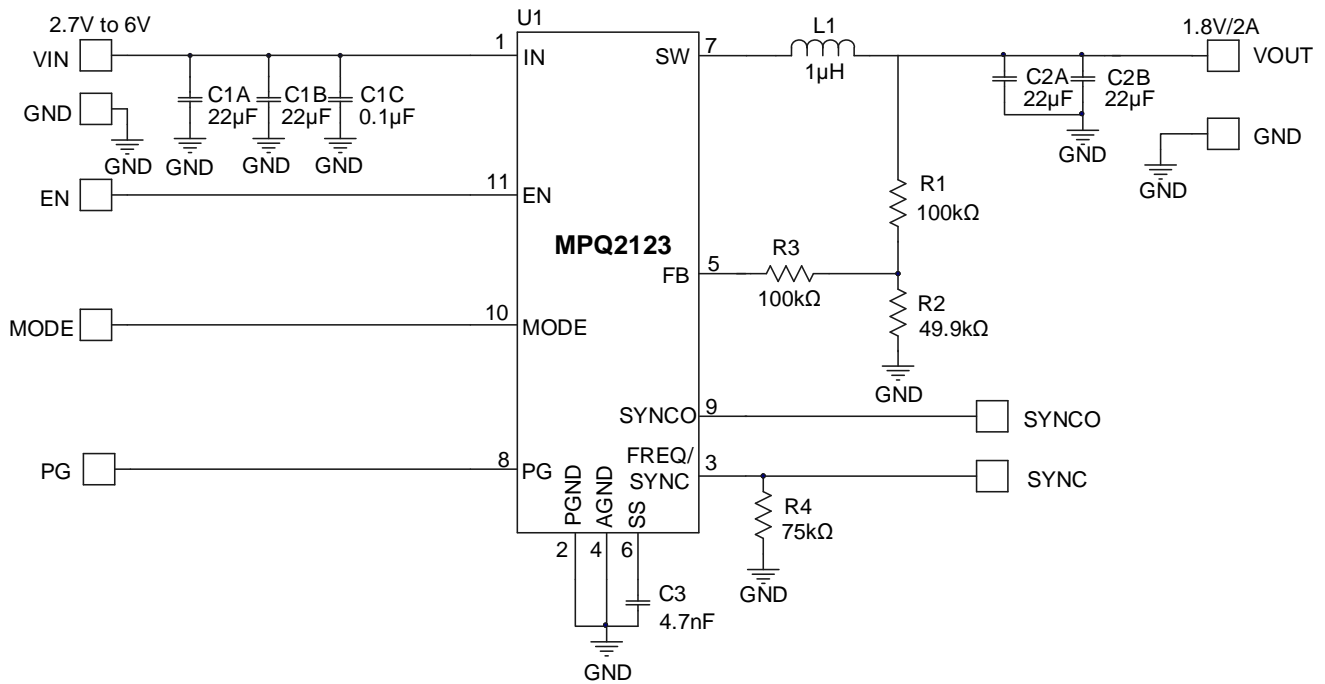 U1
2.7V to 6V
1.8V/2A
VIN
1
IN
SW
7
L1
1µH
VOUT
C1A
22µF
C1B
22µF
C1C
0.1µF
C2A
22µF
C2B
22µF
GND
GND
GND
GND
GND
GND
GND
GND
EN
11
EN
R1
100kΩ
MPQ2123
FB
5
R3
100kΩ
R2
49.9kΩ
GND
MODE
10
MODE
SYNCO
9
SYNCO
PG
8
PG
FREQ/
SYNC
3
SYNC
R4
75kΩ
GND
PGND
AGND
SS
2
4
6
C3
4.7nF
GND